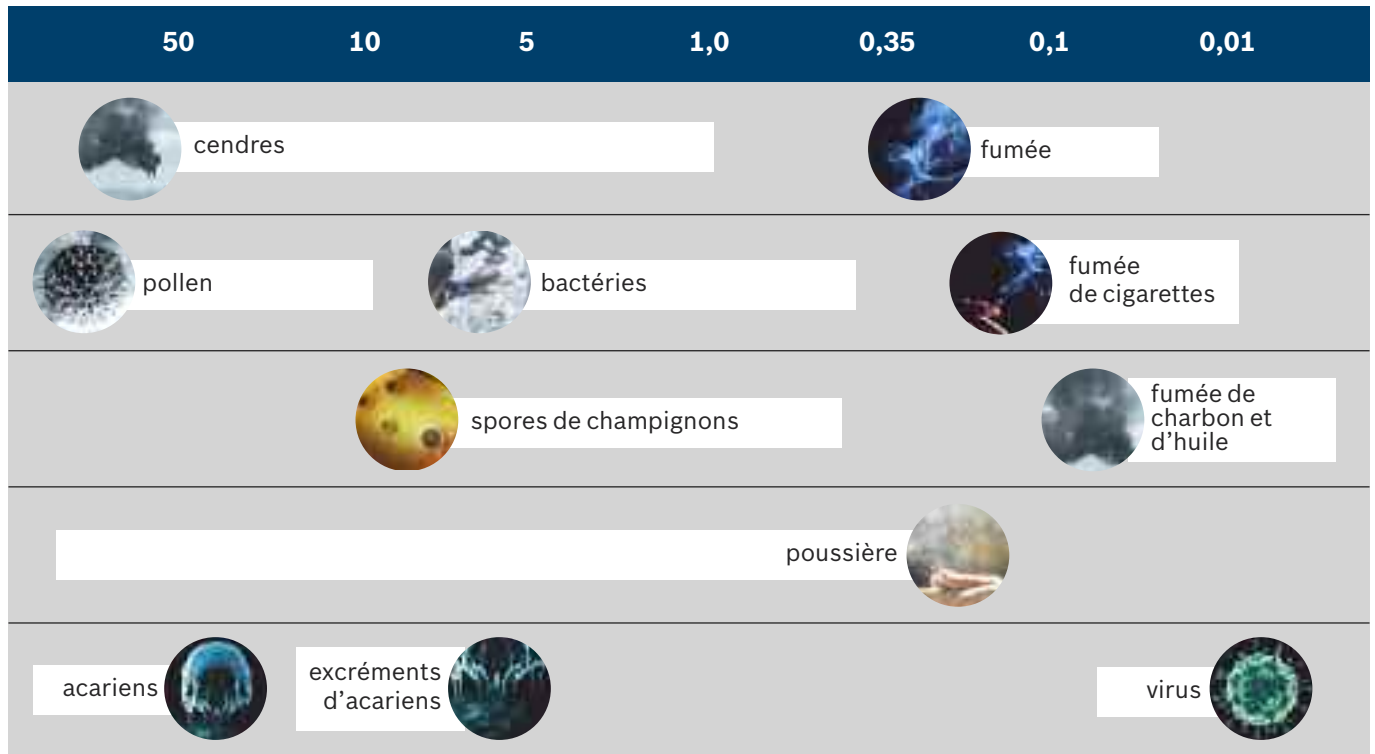 50 10 5 1,0 0,35 0,1 0,01
cendres
fumée
pollen
bactéries
fumée
de cigarettes
spores de champignons
fumée de
charbon et
d’huile
poussière
acariens
excréments
d’acariens
virus